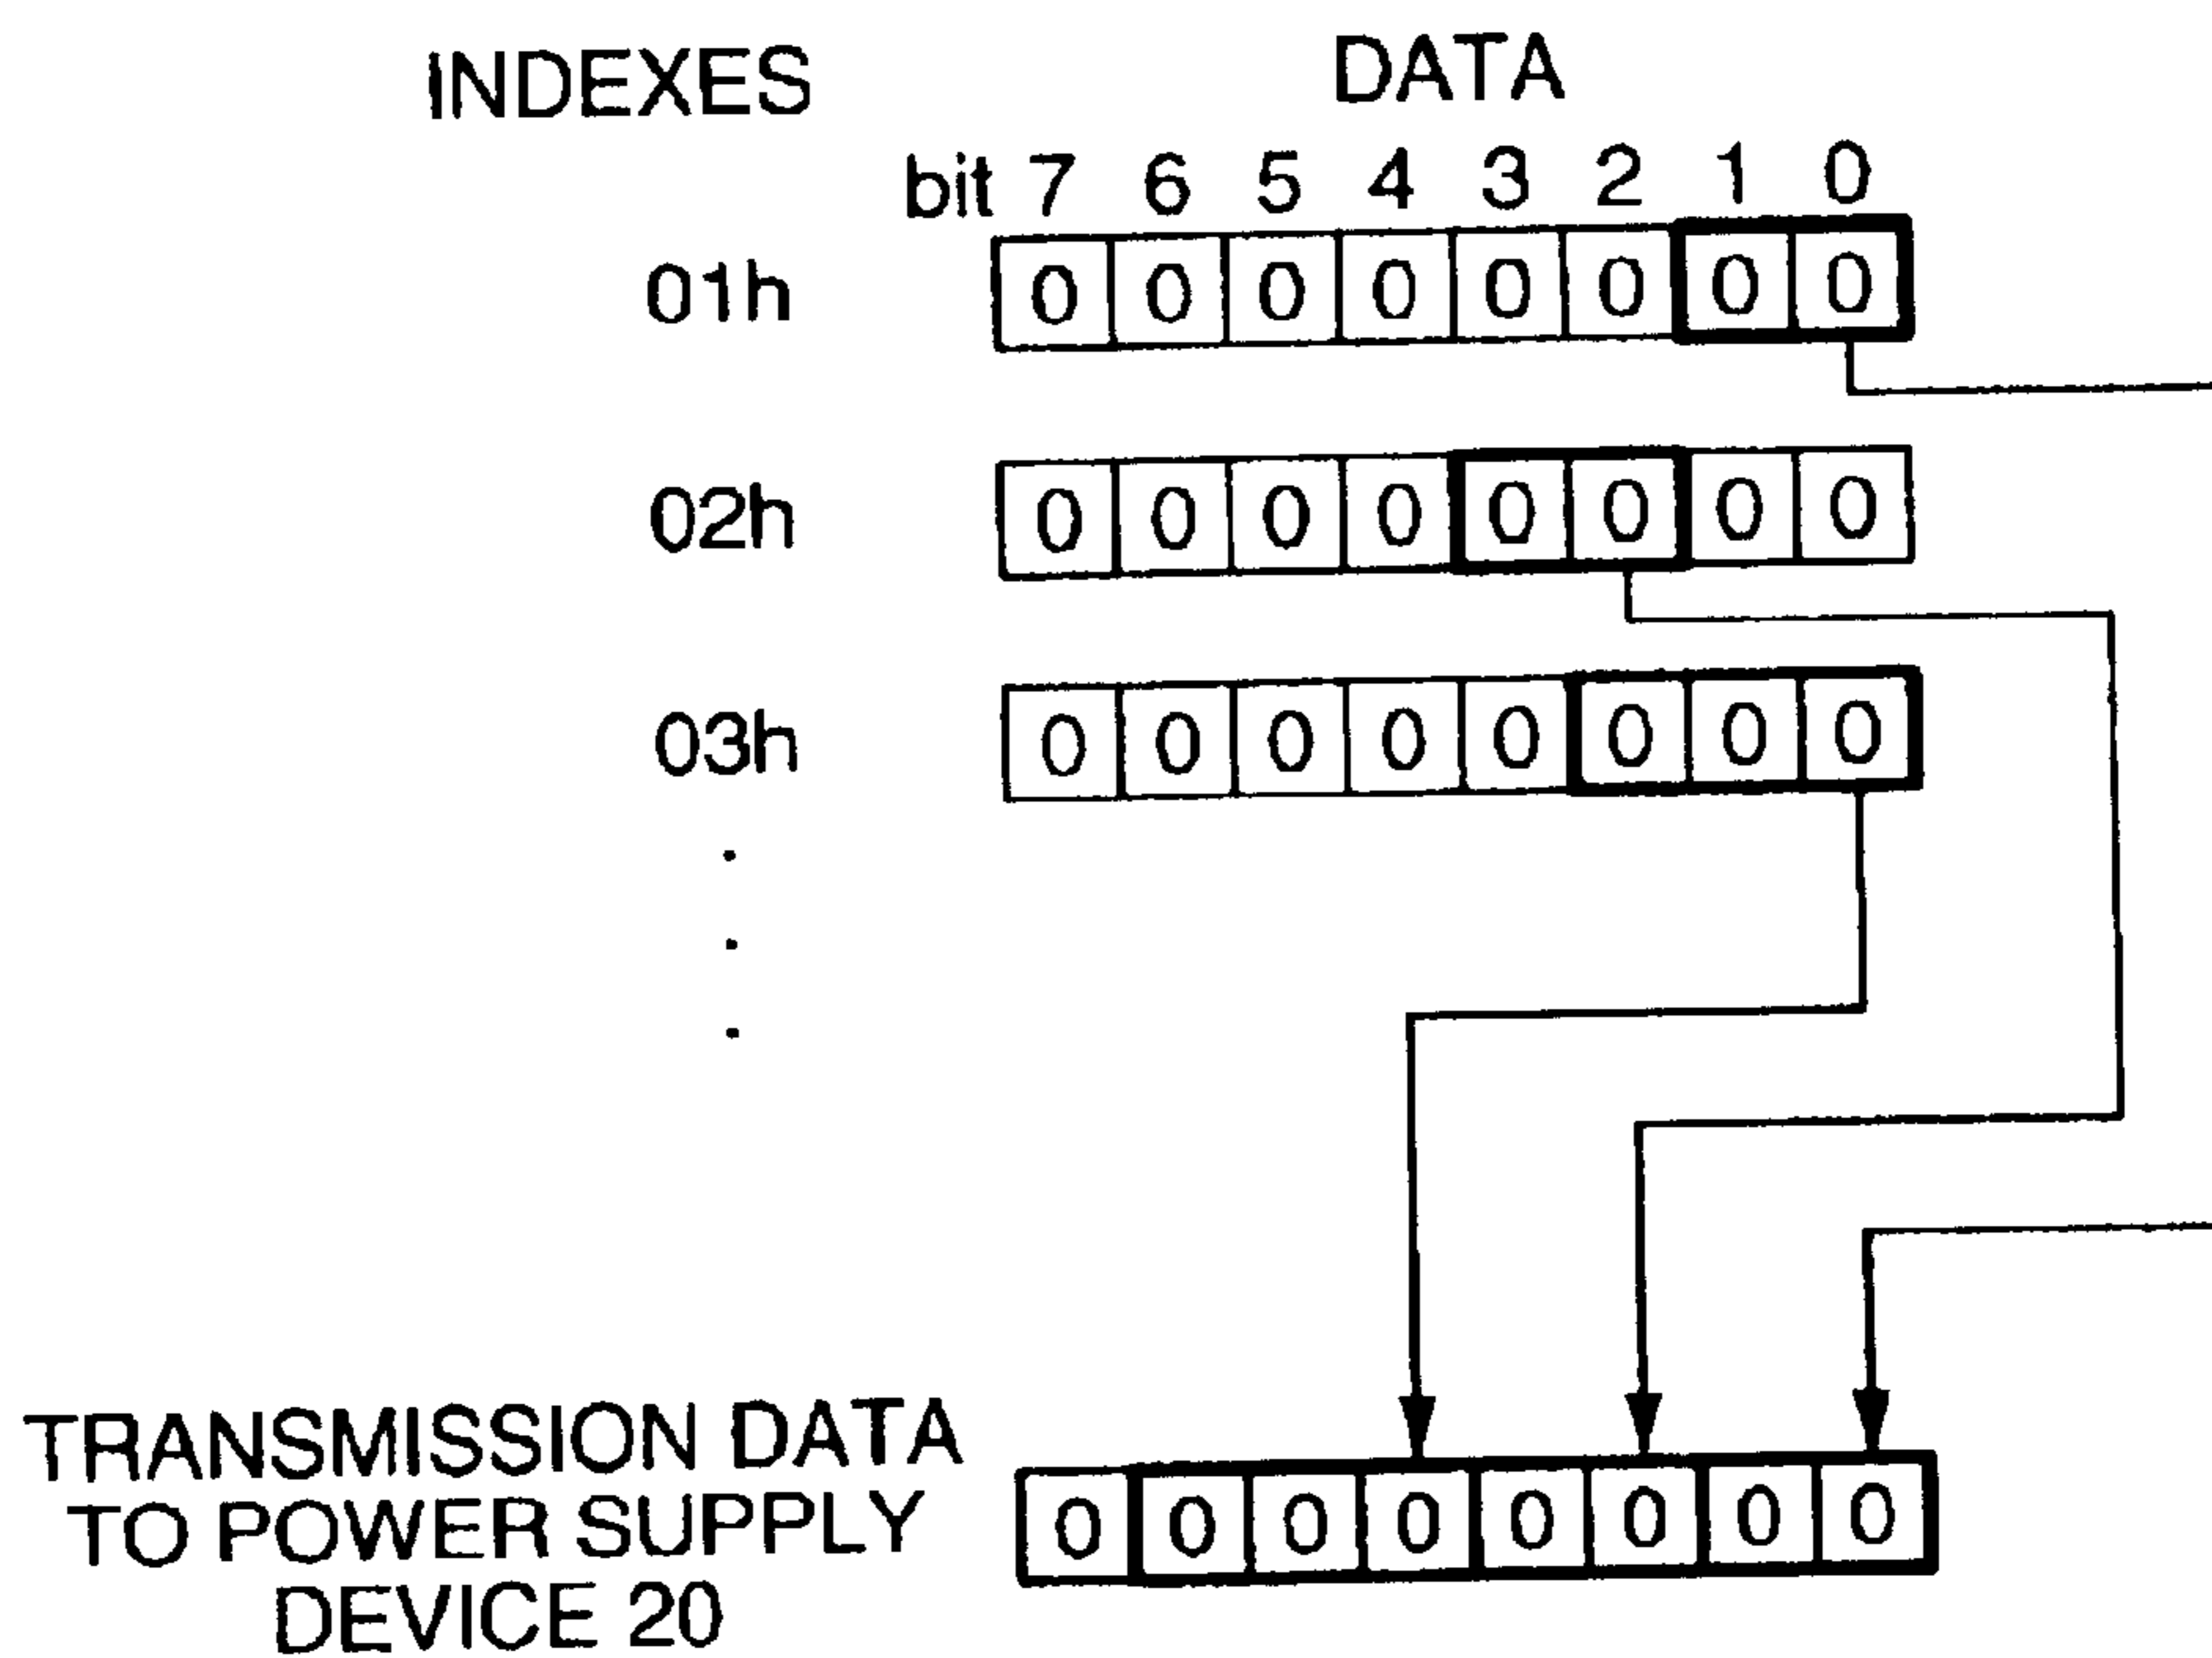 INDEXES DATA
bit 7 6 5 4 3 2 1 0
01h 0 0 0 0 0 0 0 0
02h 0 0 0 0 0 0 0 0
03h 0 0 0 0 0 0 0 0
.
.
.
TRANSMISSION DATA
TO POWER SUPPLY
DEVICE 20
0 0 0 0 0 0 0 0